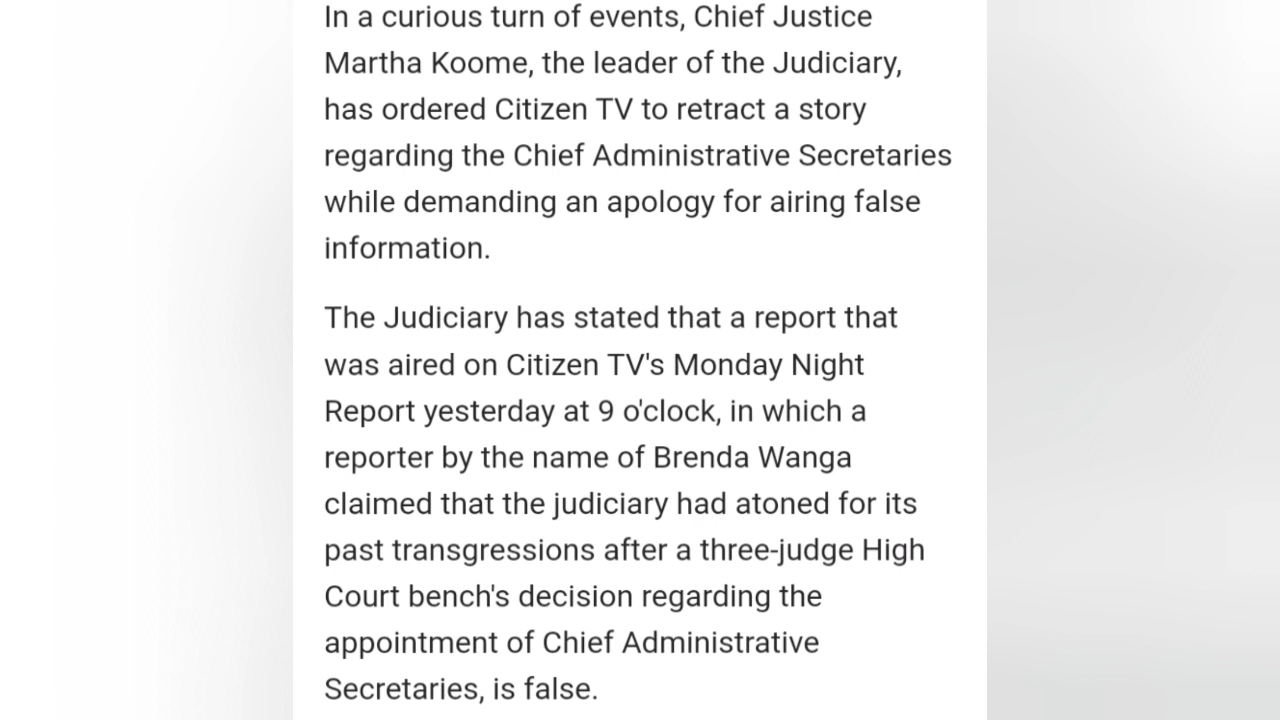 In a curious turn of events, Chief Justice
Martha Koome, the leader of the Judiciary,
has ordered Citizen TV to retract a story
regarding the Chief Administrative Secretaries
while demanding an apology for airing false
information.
The Judiciary has stated that a report that
was aired on Citizen TV's Monday Night
Report yesterday at 9 o'clock, in which a
reporter by the name of Brenda Wanga
claimed that the judiciary had atoned for its
past transgressions after a three-judge High
Court bench's decision regarding the
appointment of Chief Administrative
Secretaries, is false.